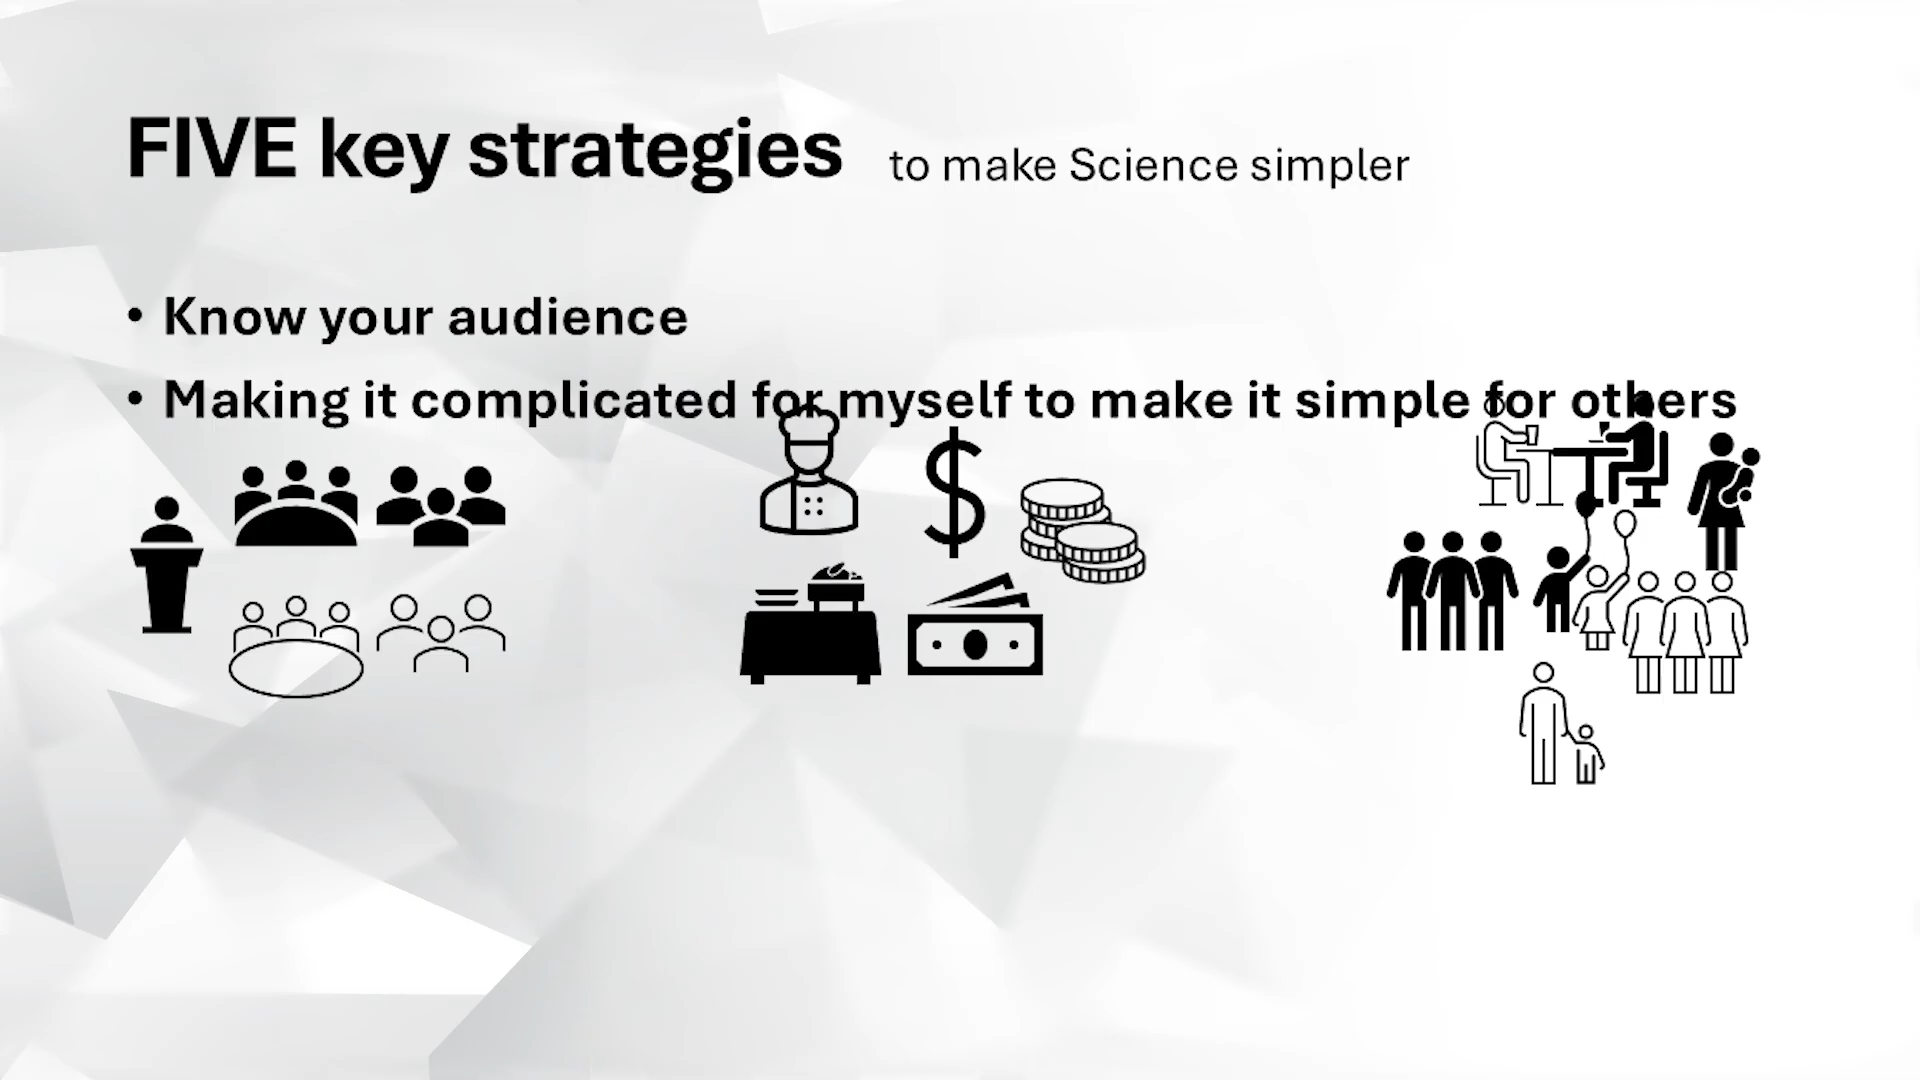 FIVE key strategies to make Science simpler
• Know your audience
• Making it complicated for myself to make it simple for others
$